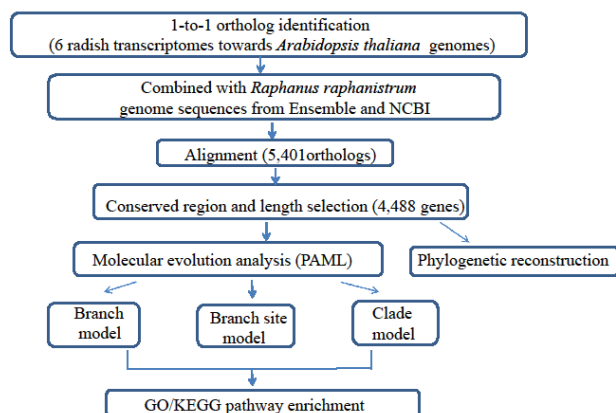 1-to-1 ortholog identification
(6 radish transcriptomes towards Arabidopsis thaliana genomes)
Combined with Raphanus raphanistrum
genome sequences from Ensemble and NCBI
Alignment (5,401orthologs)
Conserved region and length selection (4,488 genes)
Molecular evolution analysis (PAML)
Phylogenetic reconstruction
Branch
model
Branch site
model
Clade
model
GO/KEGG pathway enrichment